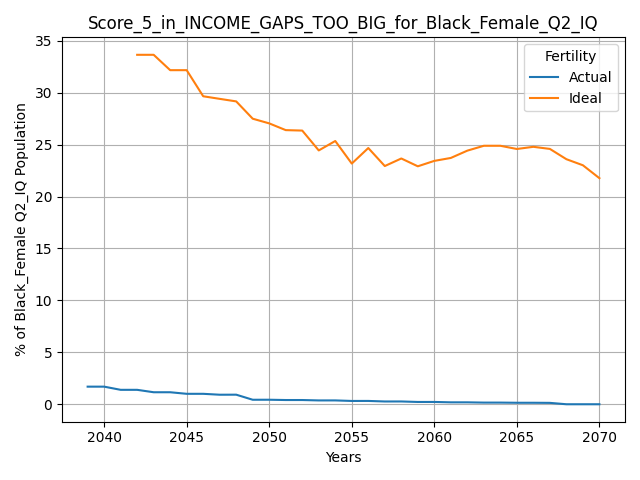 Score_5_in_INCOME_GAPS_TOO_BIG_for_Black_Female_Q2_IQ
% of Black_Female Q2_IQ Population
35
30
25
20
15
10
5
0
Fertility
Actual
Ideal
2040 2045 2050 2055 2060 2065 2070
Years